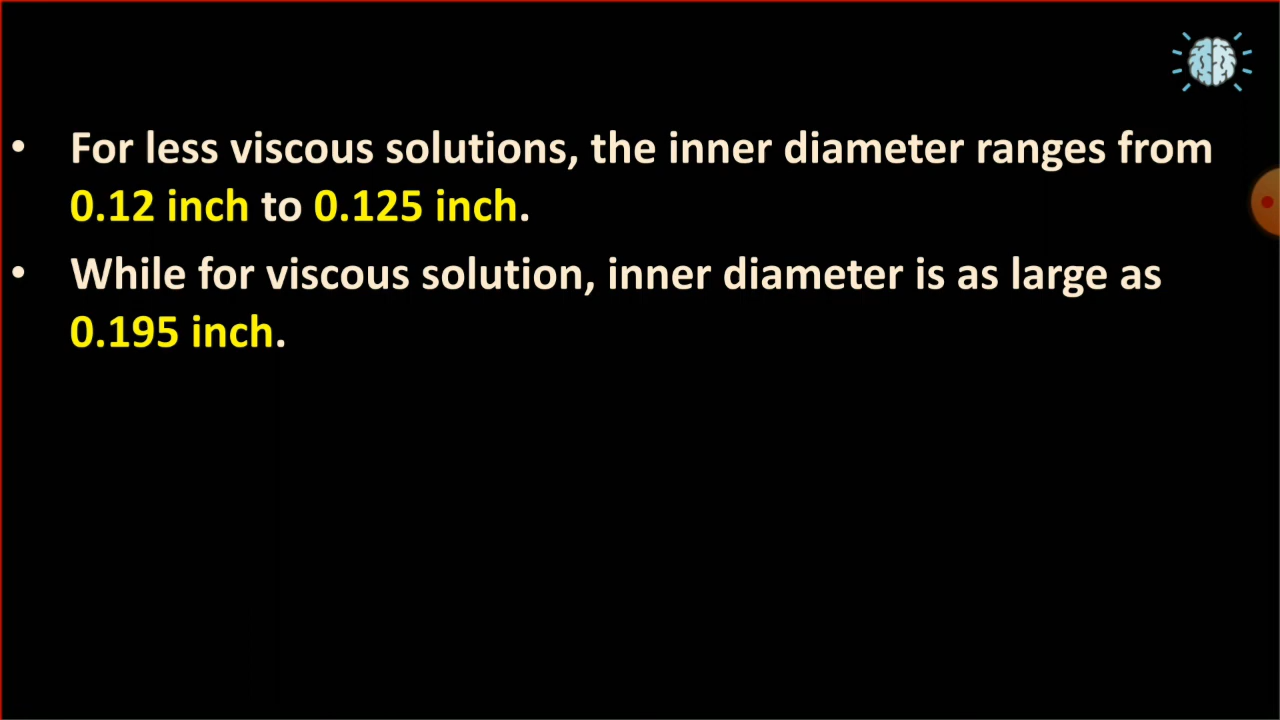 • For less viscous solutions, the inner diameter ranges from
0.12 inch to 0.125 inch.
• While for viscous solution, inner diameter is as large as
0.195 inch.